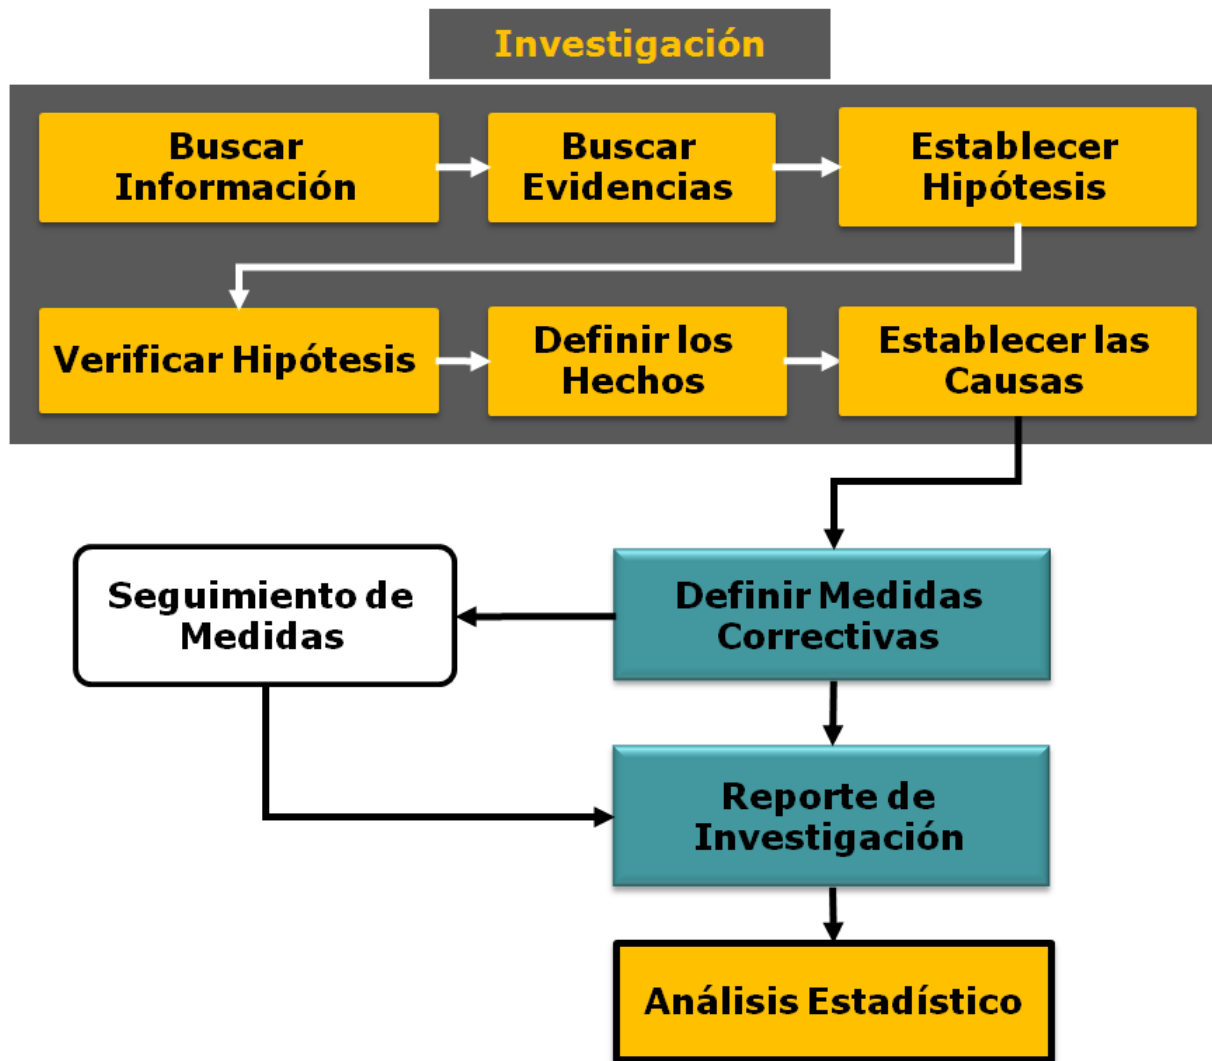 Investigación
Buscar
Información
Buscar
Evidencias
Establecer
Hipótesis
Verificar Hipótesis
Definir los
Hechos
Establecer las
Causas
Seguimiento de
Medidas
Definir Medidas
Correctivas
Reporte de
Investigación
Análisis Estadístico